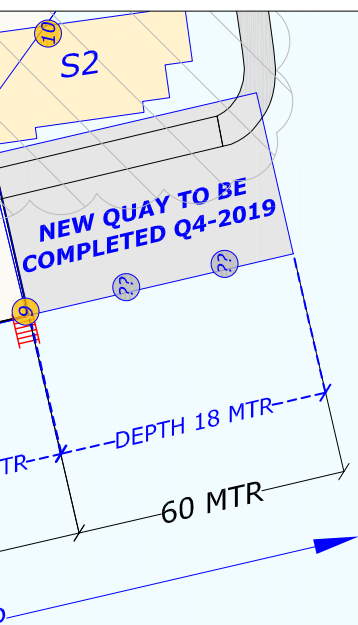 10
S2
NEW QUAY TO BE
COMPLETED Q4-2019
??
??
9
DEPTH 18 MTR
TR
60 MTR